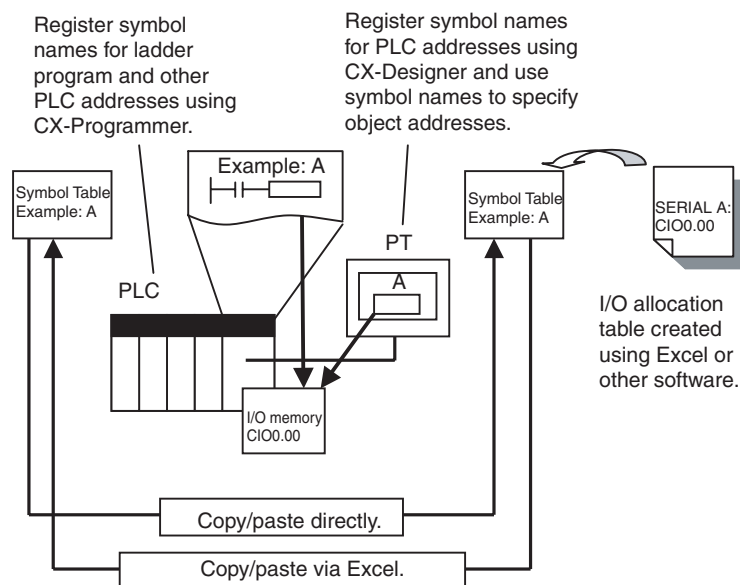 Register symbol
names for ladder
program and other
PLC addresses using
CX-Programmer.
Register symbol names
for PLC addresses using
CX-Designer and use
symbol names to specify
object addresses.
Example: A
Symbol Table
Example: A
Symbol Table
Example: A
SERIAL A:
CIO0.00
PT
A
PLC
I/O allocation
table created
using Excel or
other software.
I/O memory
CIO0.00
Copy/paste directly.
Copy/paste via Excel.